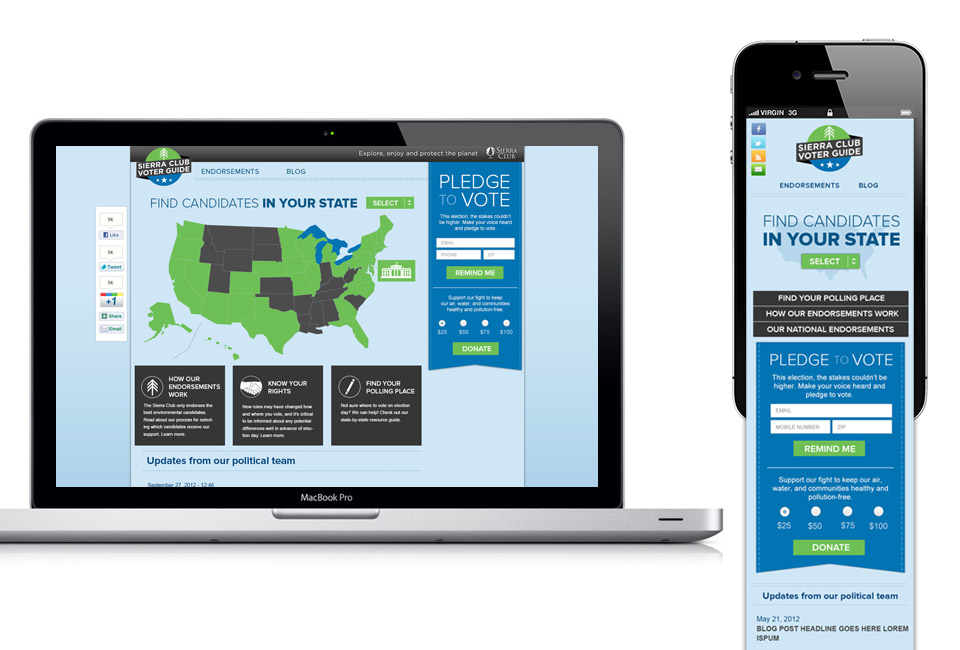 Explore, enjoy and protect the planet
SIERRA CLUB
SIERRA CLUB
VOTER GUIDE
ENDORSEMENTS
BLOG
FIND CANDIDATES IN YOUR STATE
SELECT
5K
Like
5K
Tweet
5K
+1
Share
Email
PLEDGE
TO VOTE
This election, the stakes couldn't
be higher. Make your voice heard
and pledge to vote.
EMAIL
PHONE
ZIP
REMIND ME
Support our fight to keep
our air, water, and communities
healthy and pollution-free.
$25
$50
$75
$100
DONATE
HOW OUR
ENDORSEMENTS
WORK
The Sierra Club only endorses the
best environmental candidates.
Read about our process for select-
ing which candidates receive our
support. Learn more.
KNOW YOUR
RIGHTS
New rules may have changed how
and where you vote, and it's critical
to be informed about any potential
differences well in advance of elec-
tion day. Learn more.
FIND YOUR
POLLING PLACE
Not sure where to vote on election
day? We can help! Check out our
state-by-state resource guide.
Updates from our political team
September 27, 2012 - 12:46
MacBook Pro
VIRGIN 3G
SIERRA CLUB
VOTER GUIDE
ENDORSEMENTS
BLOG
FIND CANDIDATES
IN YOUR STATE
SELECT
FIND YOUR POLLING PLACE
HOW OUR ENDORSEMENTS WORK
OUR NATIONAL ENDORSEMENTS
PLEDGE TO VOTE
This election, the stakes couldn't be
higher. Make your voice heard and
pledge to vote.
EMAIL
MOBILE NUMBER
ZIP
REMIND ME
Support our fight to keep our air,
water, and communities healthy and
pollution-free.
$25
$50
$75
$100
DONATE
Updates from our political team
May 21, 2012
BLOG POST HEADLINE GOES HERE LOREM
ISPUM